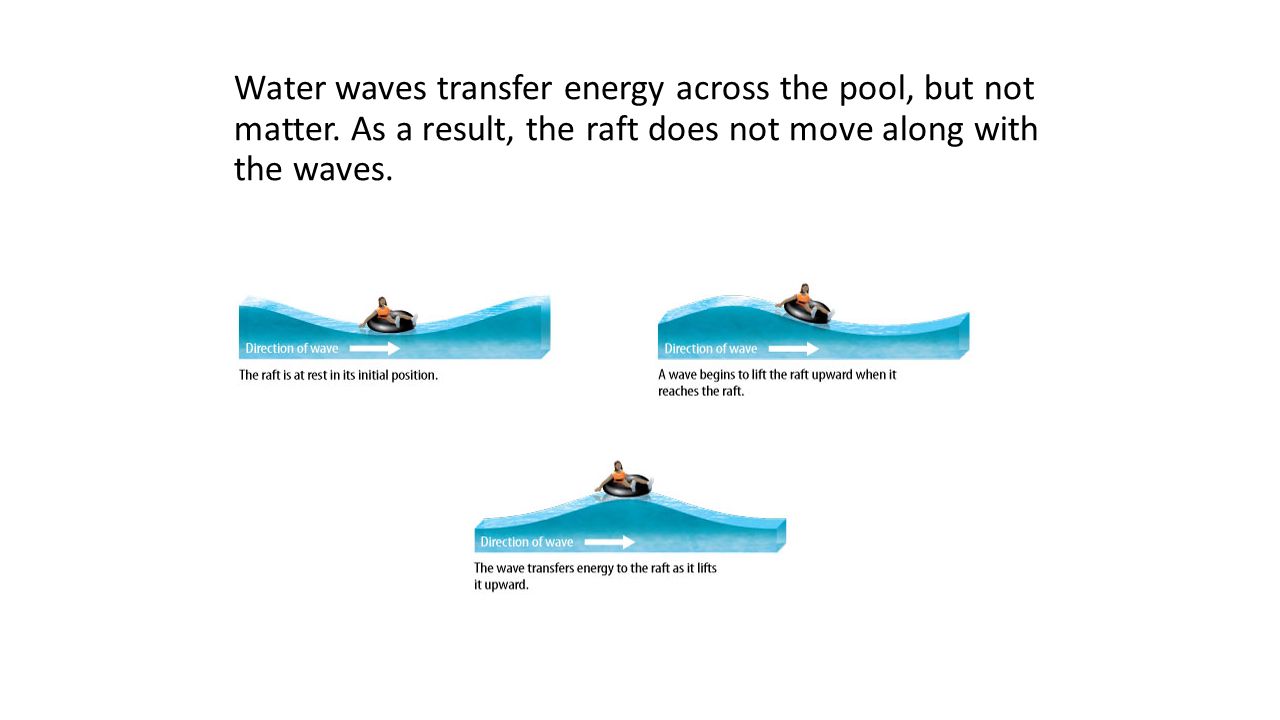 Water waves transfer energy across the pool, but not
matter. As a result, the raft does not move along with
the waves.
Direction of wave
The raft is at rest in its initial position.
Direction of wave
A wave begins to lift the raft upward when it
reaches the raft.
Direction of wave
The wave transfers energy to the raft as it lifts
it upward.